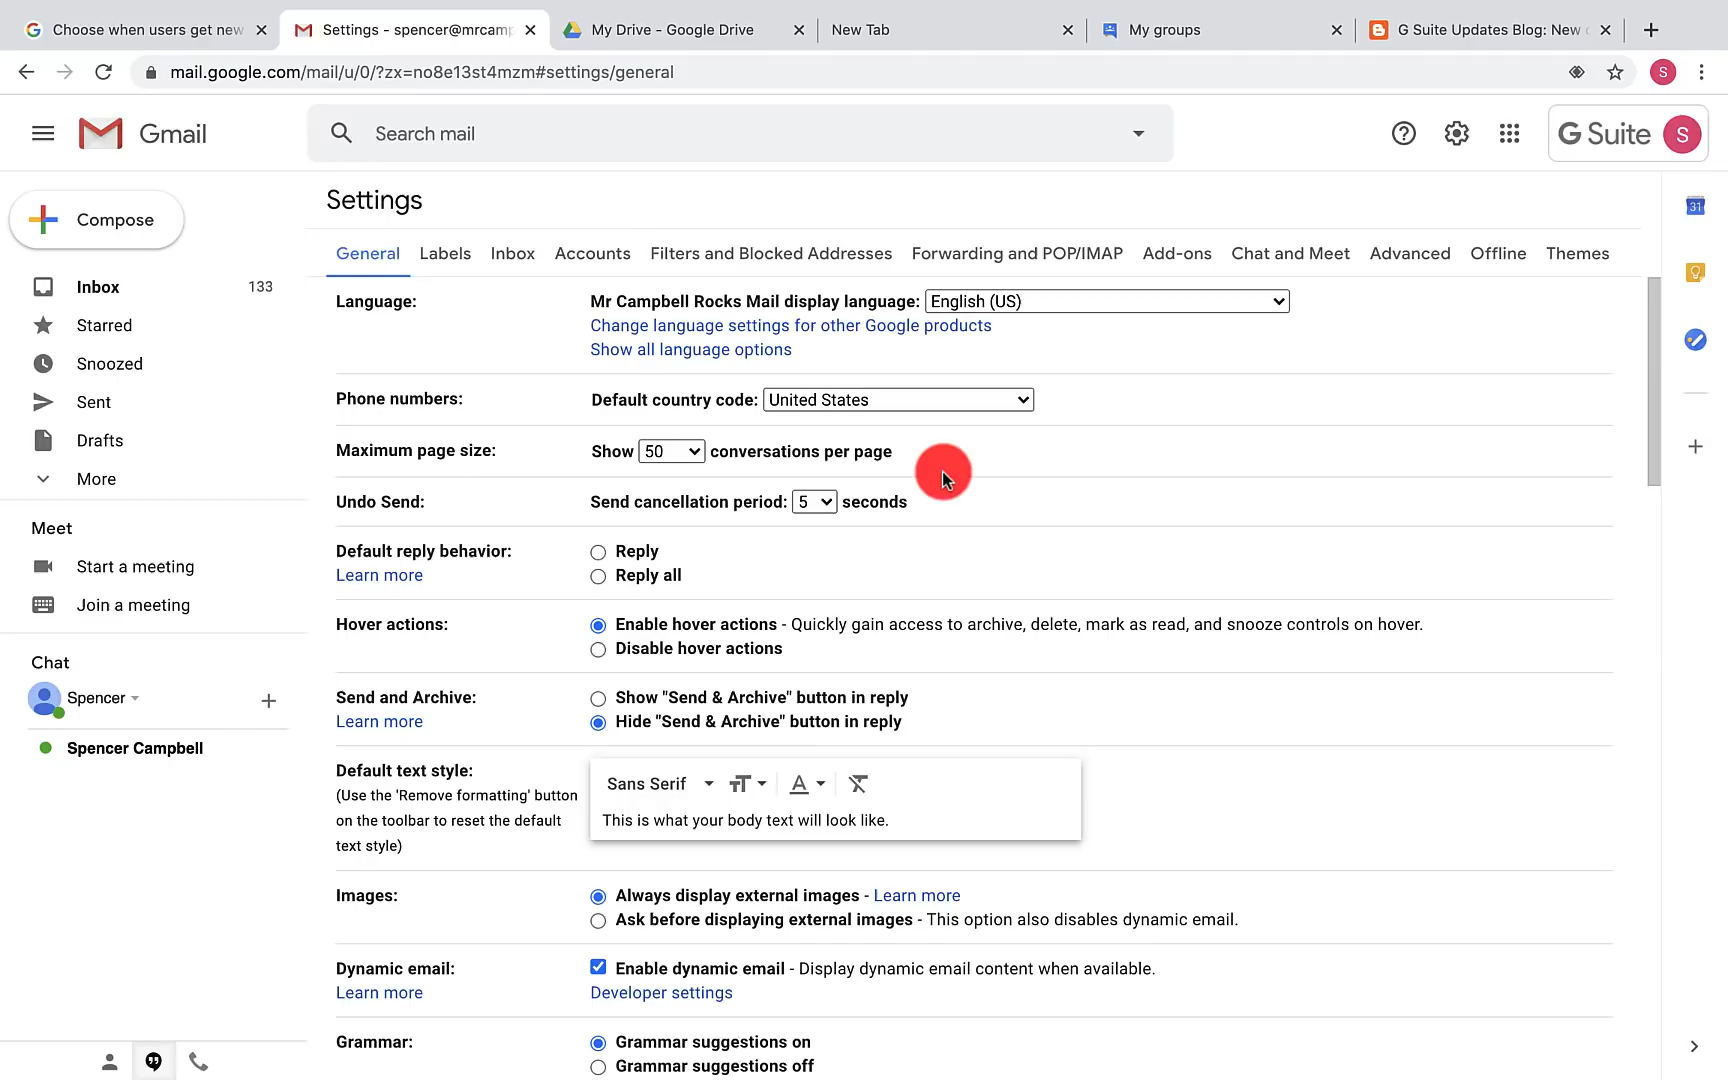 Choose when users get new
Settings - spencer@mrcamp
My Drive - Google Drive
New Tab
My groups
G Suite Updates Blog: New
mail.google.com/mail/u/0/?zx=no8e13st4mzm#settings/general
S
Gmail
Search mail
G Suite
S
Compose
Inbox 133
Starred
Snoozed
Sent
Drafts
More
Meet
Start a meeting
Join a meeting
Chat
Spencer
Spencer Campbell
Settings
General Labels Inbox Accounts Filters and Blocked Addresses Forwarding and POP/IMAP Add-ons Chat and Meet Advanced Offline Themes
Language: Mr Campbell Rocks Mail display language: English (US)
Change language settings for other Google products
Show all language options
Phone numbers: Default country code: United States
Maximum page size: Show 50 conversations per page
Undo Send: Send cancellation period: 5 seconds
Default reply behavior: Reply
Learn more Reply all
Hover actions: Enable hover actions - Quickly gain access to archive, delete, mark as read, and snooze controls on hover.
Disable hover actions
Send and Archive: Show "Send & Archive" button in reply
Learn more Hide "Send & Archive" button in reply
Default text style:
(Use the 'Remove formatting' button
on the toolbar to reset the default
text style)
Sans Serif
This is what your body text will look like.
Images: Always display external images - Learn more
Ask before displaying external images - This option also disables dynamic email.
Dynamic email: Enable dynamic email - Display dynamic email content when available.
Learn more Developer settings
Grammar: Grammar suggestions on
Grammar suggestions off
31